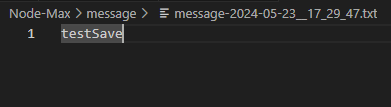 Node-Max > message > message-2024-05-23__17_29_47.txt
1 testSave